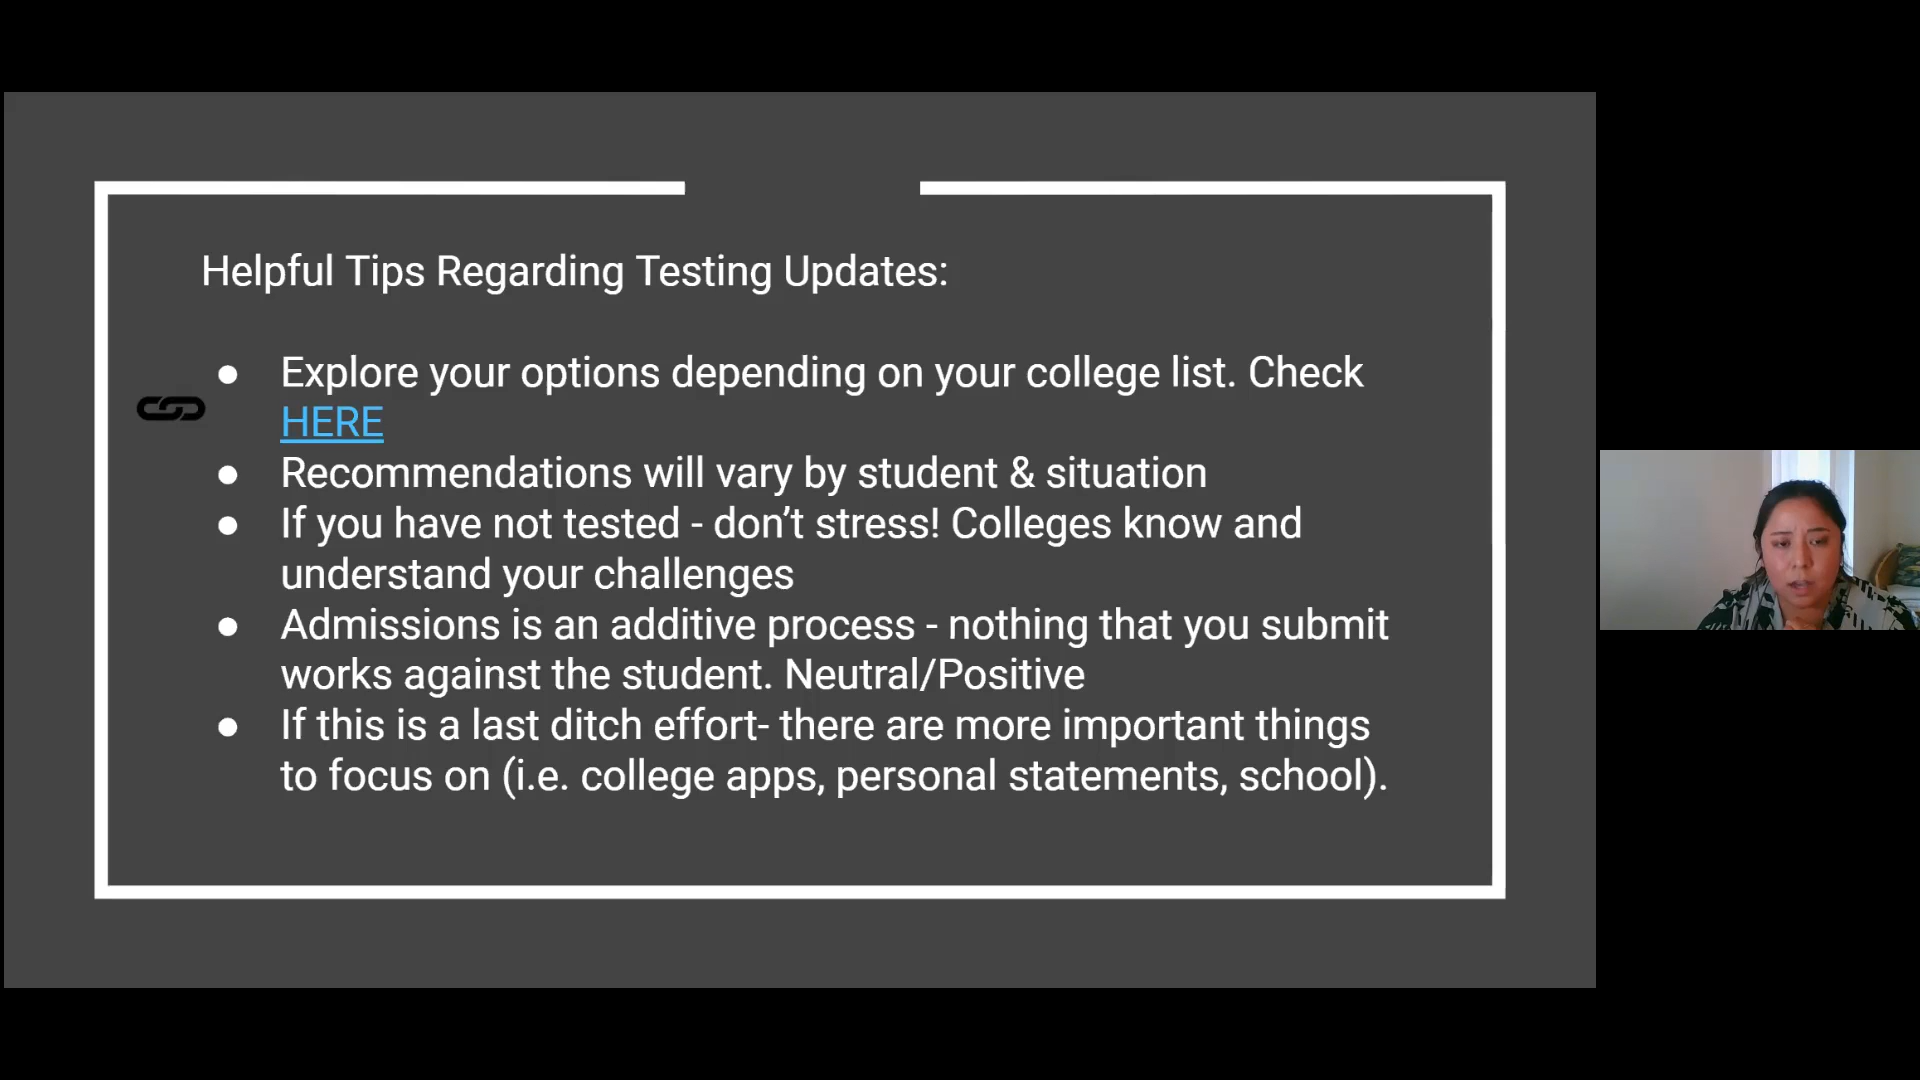 Helpful Tips Regarding Testing Updates:
● Explore your options depending on your college list. Check
HERE
● Recommendations will vary by student & situation
● If you have not tested - don’t stress! Colleges know and
understand your challenges
● Admissions is an additive process - nothing that you submit
works against the student. Neutral/Positive
● If this is a last ditch effort- there are more important things
to focus on (i.e. college apps, personal statements, school).